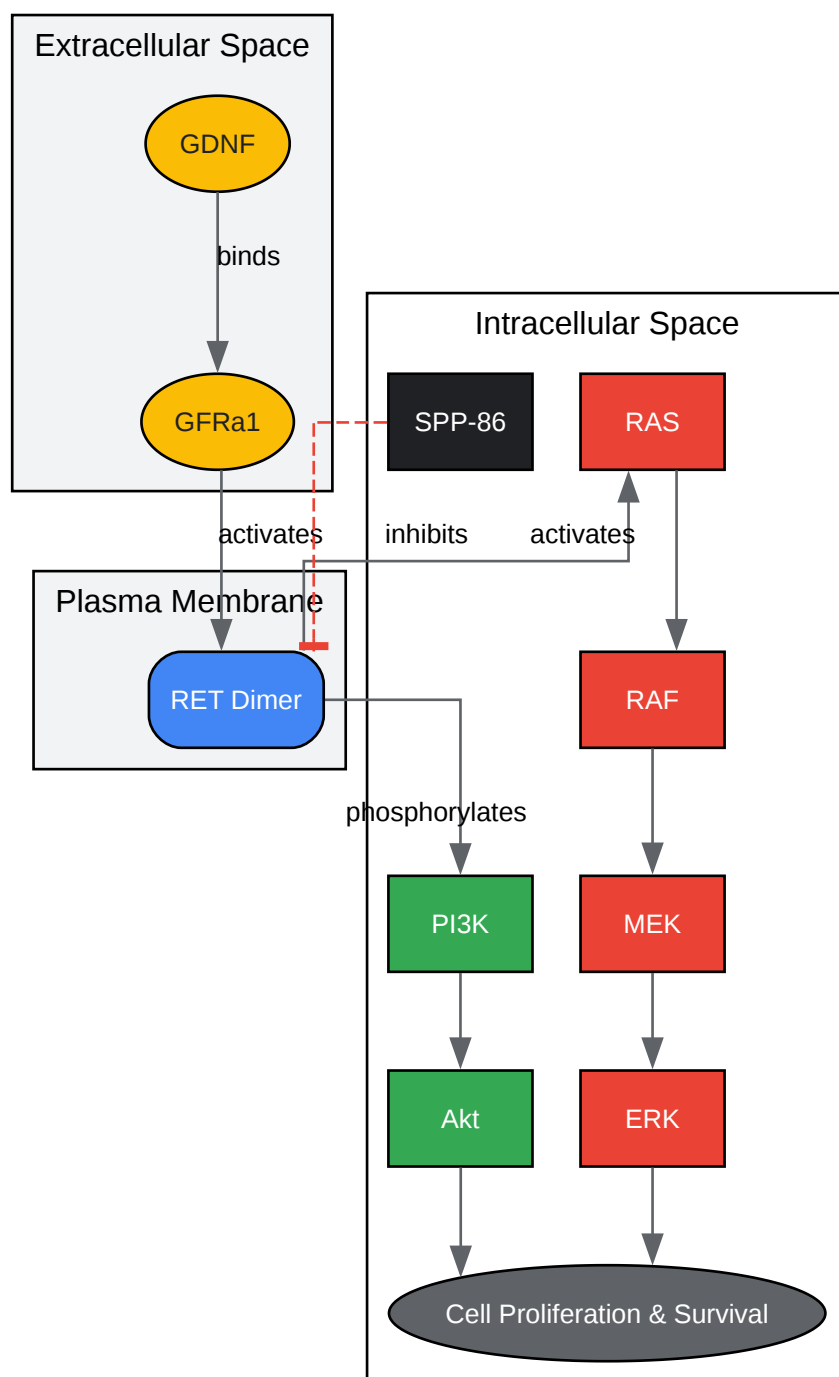 Extracellular Space
GDNF
binds
Intracellular Space
GFRa1
SPP-86
RAS
activates
inhibits
activates
Plasma Membrane
RET Dimer
RAF
phosphorylates
PI3K
MEK
Akt
ERK
Cell Proliferation & Survival